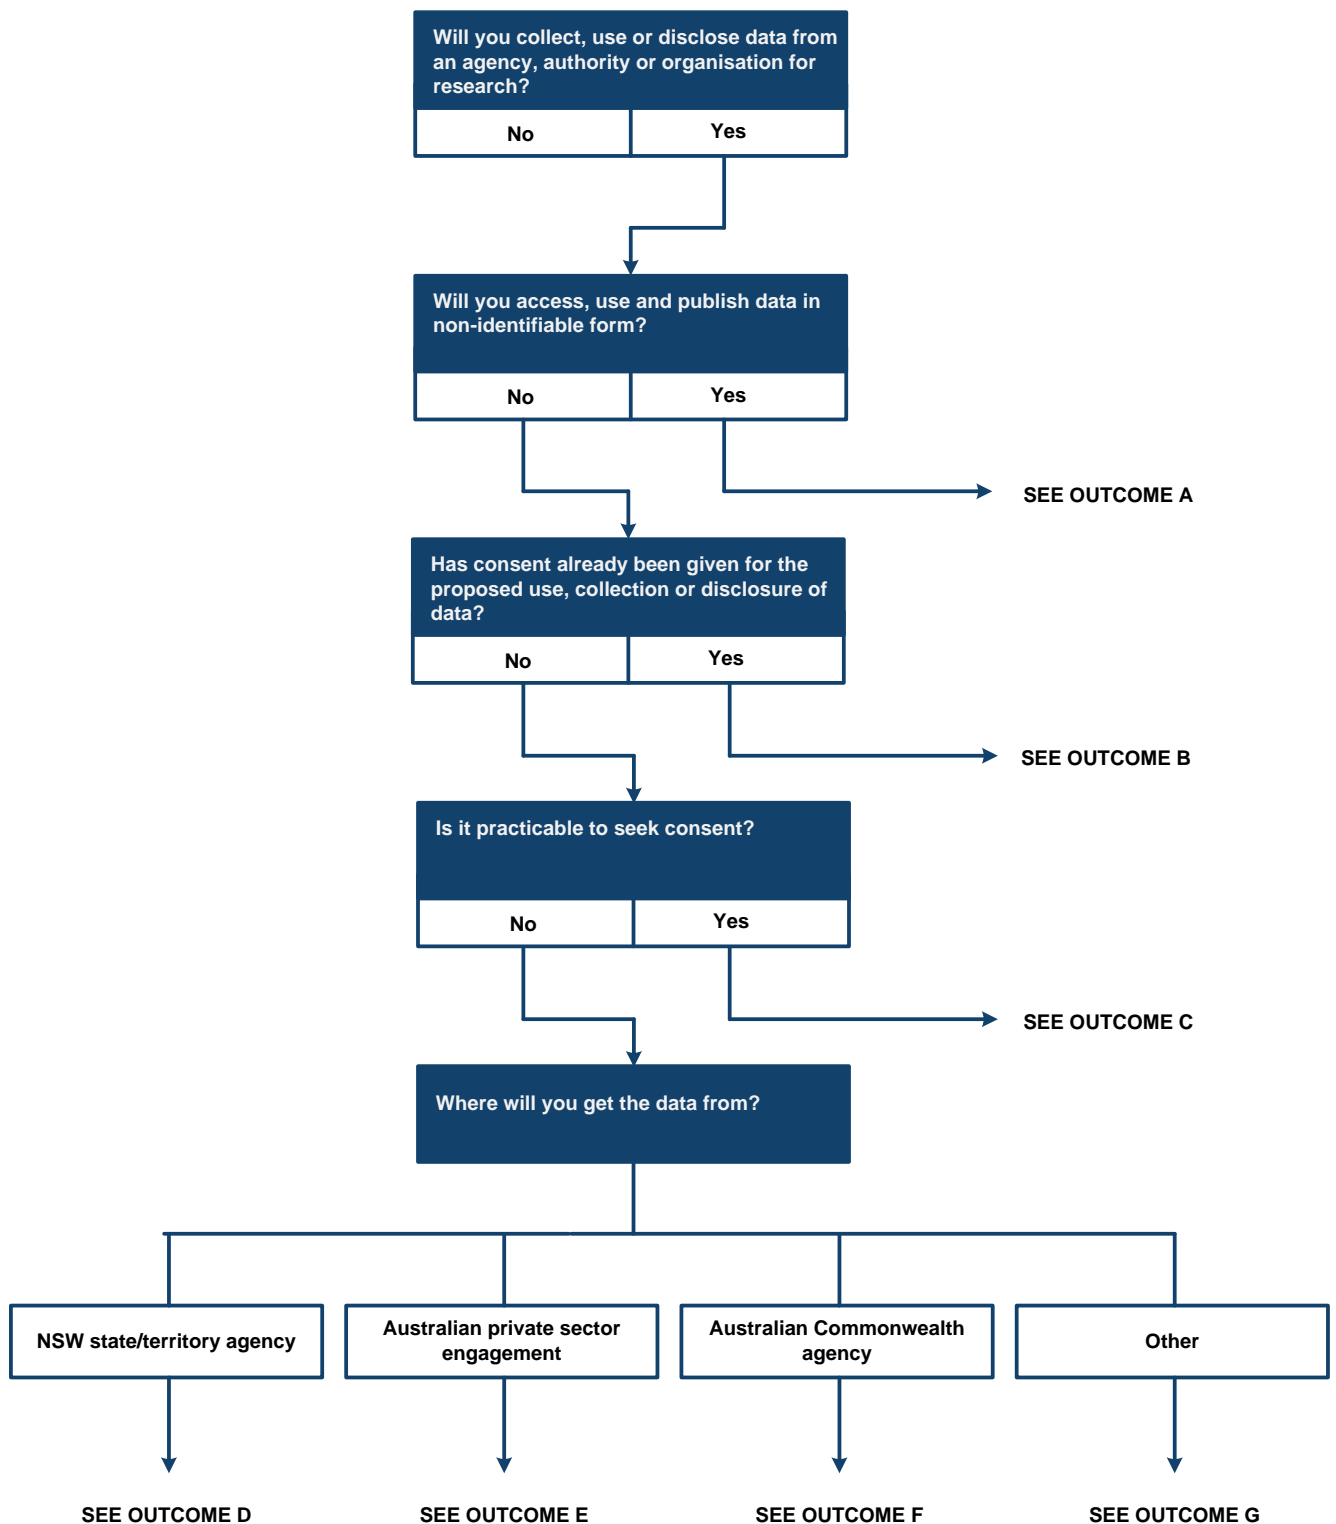 Will you collect, use or disclose data from
an agency, authority or organisation for
research?
No
Yes
Will you access, use and publish data in
non-identifiable form?
No
Yes
SEE OUTCOME A
Has consent already been given for the
proposed use, collection or disclosure of
data?
No
Yes
SEE OUTCOME B
Is it practicable to seek consent?
No
Yes
SEE OUTCOME C
Where will you get the data from?
NSW state/territory agency
Australian private sector
engagement
Australian Commonwealth
agency
Other
SEE OUTCOME D
SEE OUTCOME E
SEE OUTCOME F
SEE OUTCOME G